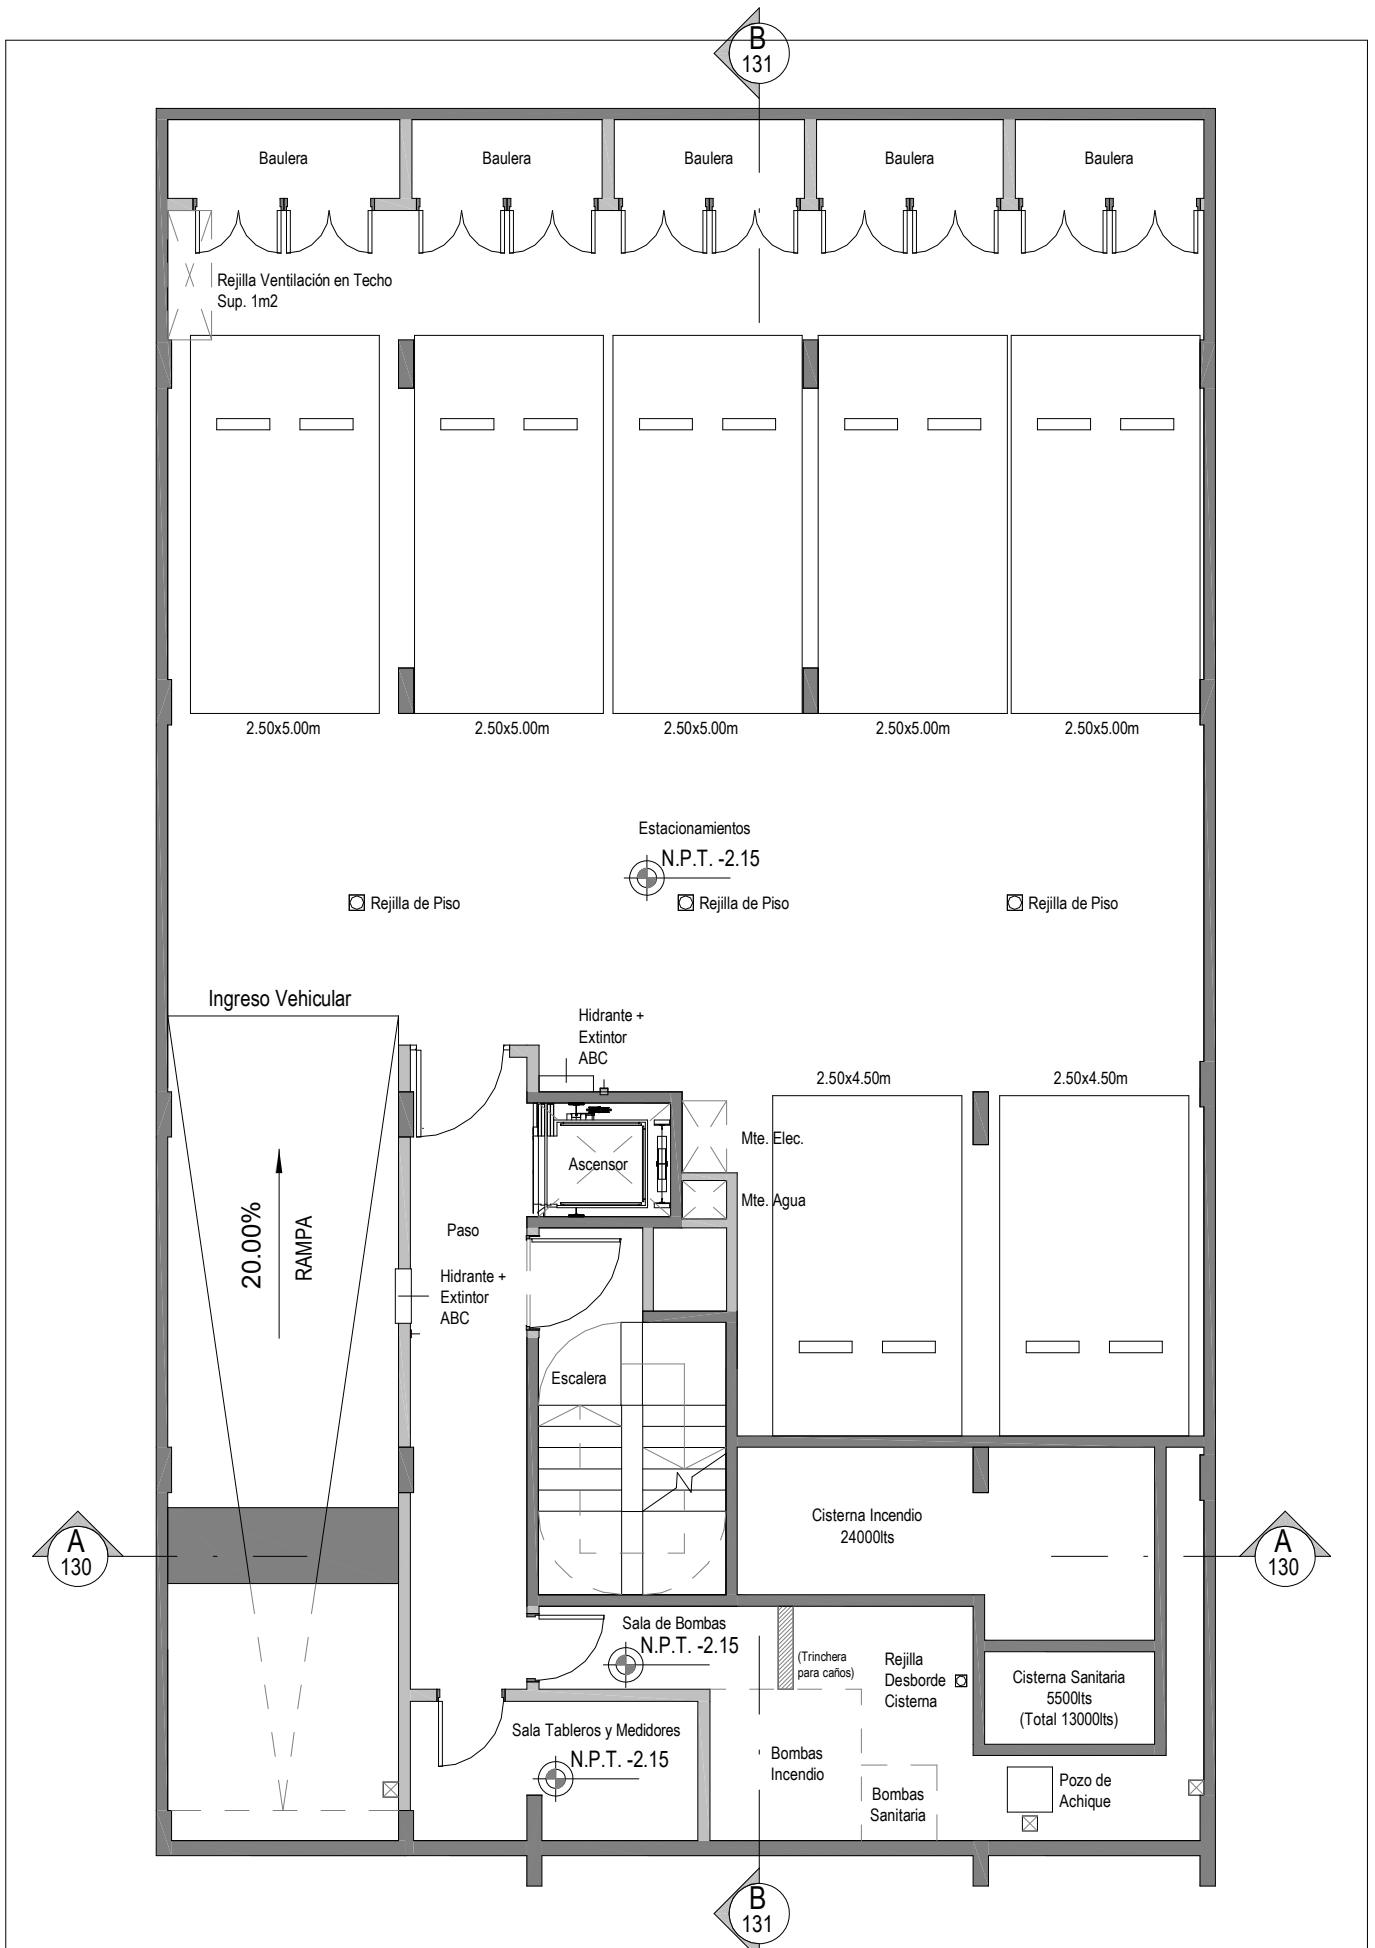 B
131
Baulera
Baulera
Baulera
Baulera
Baulera
Rejilla Ventilación en Techo
Sup. 1m2
2.50x5.00m
2.50x5.00m
2.50x5.00m
2.50x5.00m
2.50x5.00m
Estacionamientos
N.P.T. -2.15
Rejilla de Piso
Rejilla de Piso
Rejilla de Piso
Ingreso Vehicular
Hidrante +
Extintor
ABC
2.50x4.50m
2.50x4.50m
Mte. Elec.
Ascensor
Mte. Agua
20.00%
RAMPA
Paso
Hidrante +
Extintor
ABC
Escalera
Cisterna Incendio
24000lts
A
130
A
130
Sala de Bombas
N.P.T. -2.15
(Trinchera
para caños)
Rejilla
Desborde
Cisterna
Cisterna Sanitaria
5500lts
(Total 13000lts)
Sala Tableros y Medidores
N.P.T. -2.15
Bombas
Incendio
Bombas
Sanitaria
Pozo de
Achique
B
131